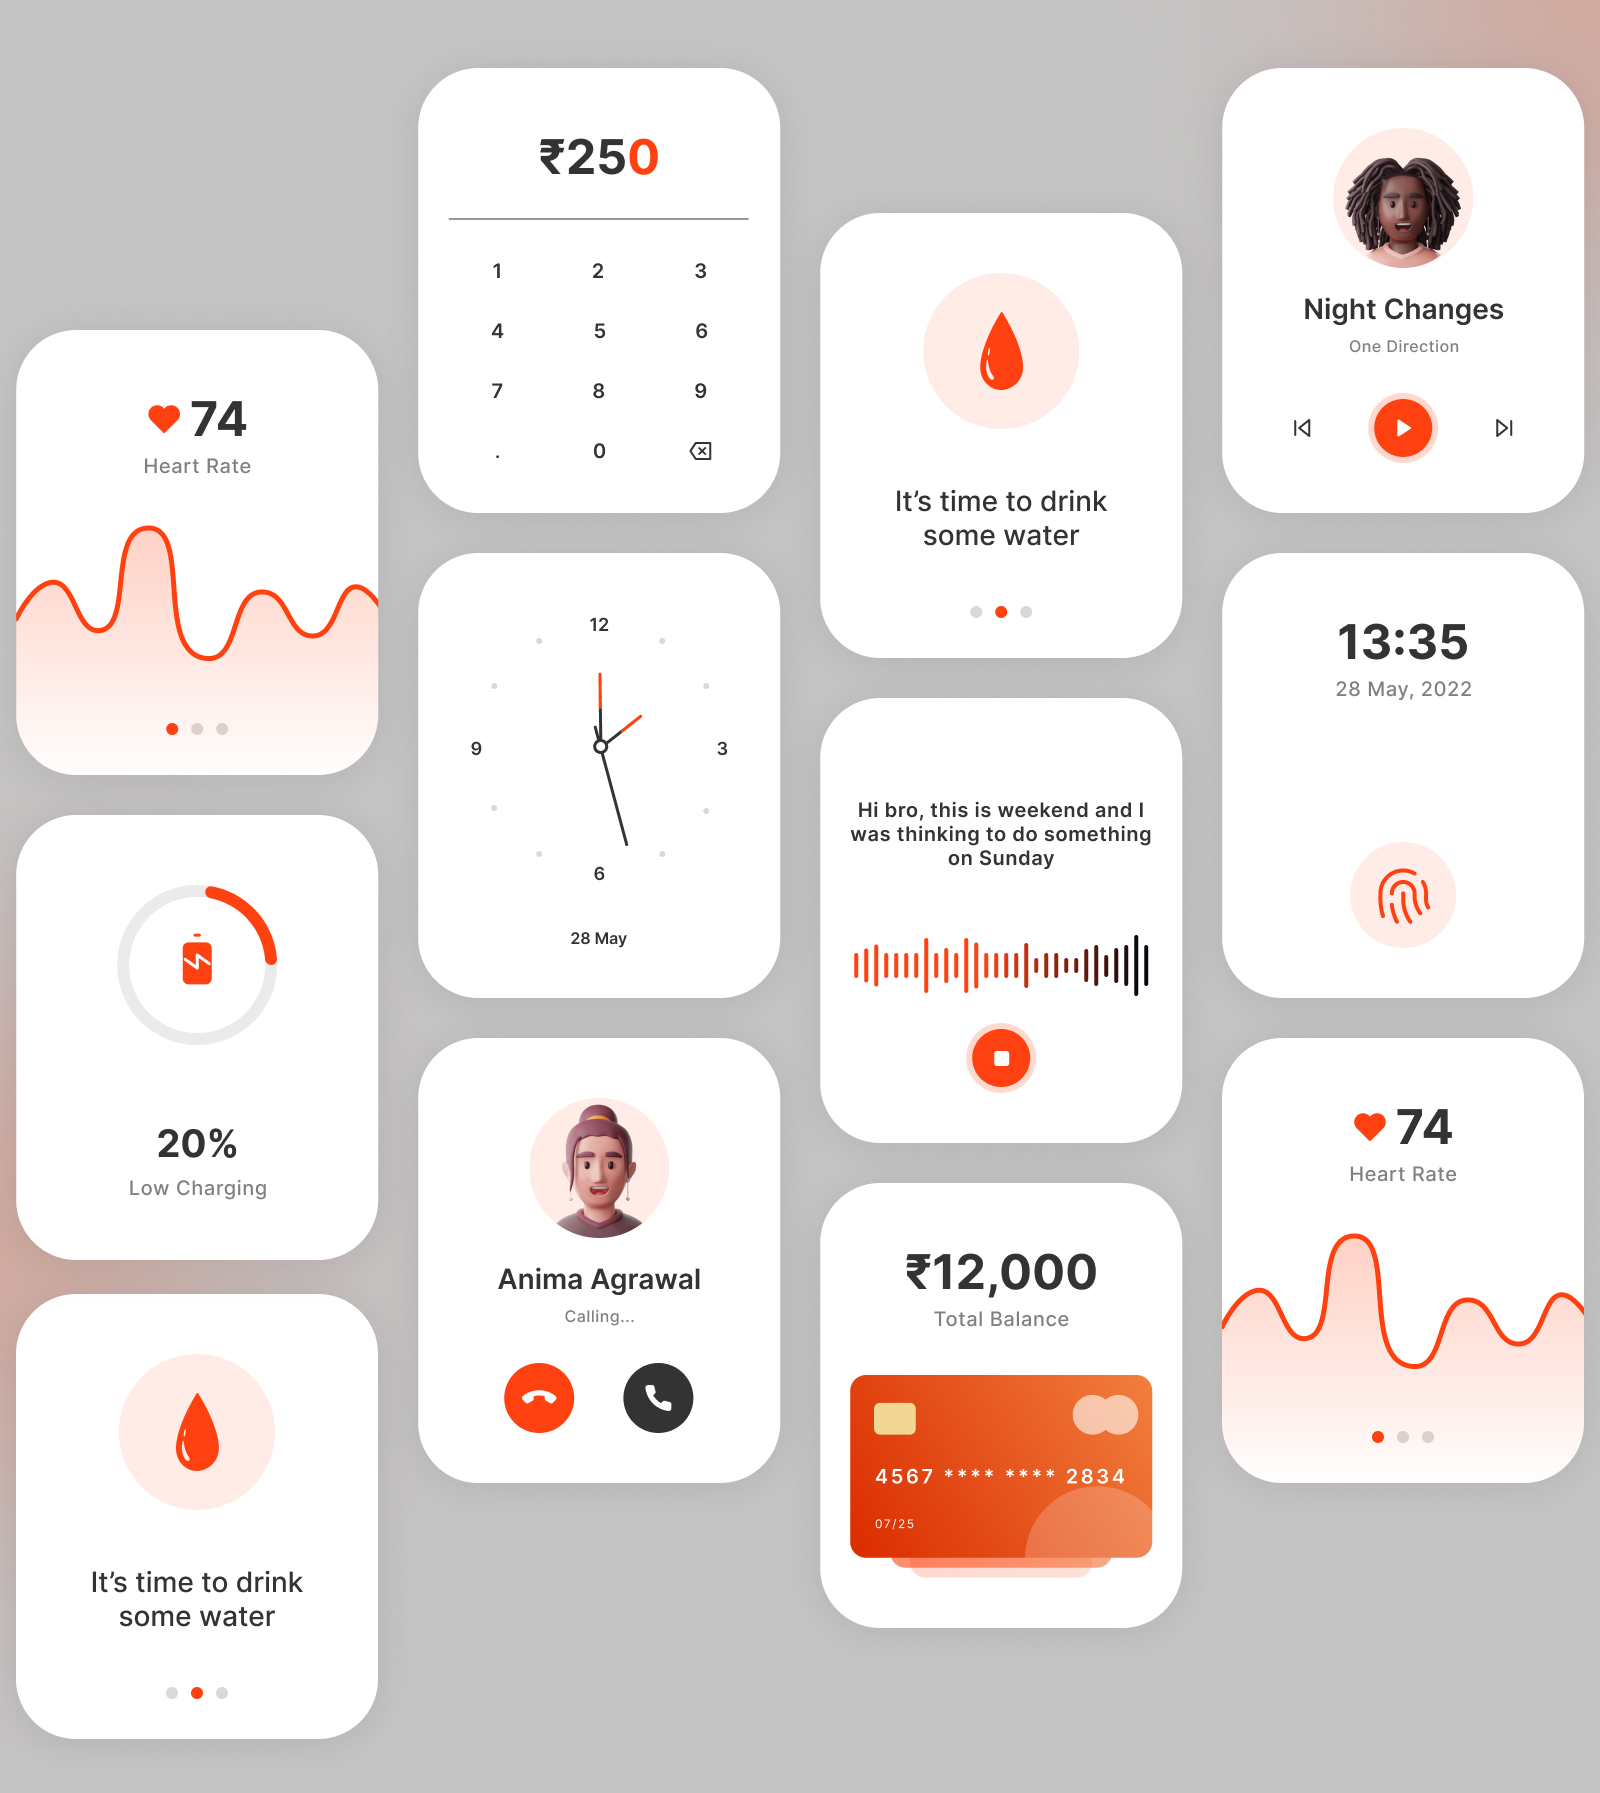 74
Heart Rate
20%
Low Charging
It’s time to drink
some water
₹250
1 2 3
4 5 6
7 8 9
. 0
12
9 3
6
28 May
Anima Agrawal
Calling...
It’s time to drink
some water
Hi bro, this is weekend and I
was thinking to do something
on Sunday
₹12,000
Total Balance
4567 **** **** 2834
07/25
Night Changes
One Direction
13:35
28 May, 2022
74
Heart Rate